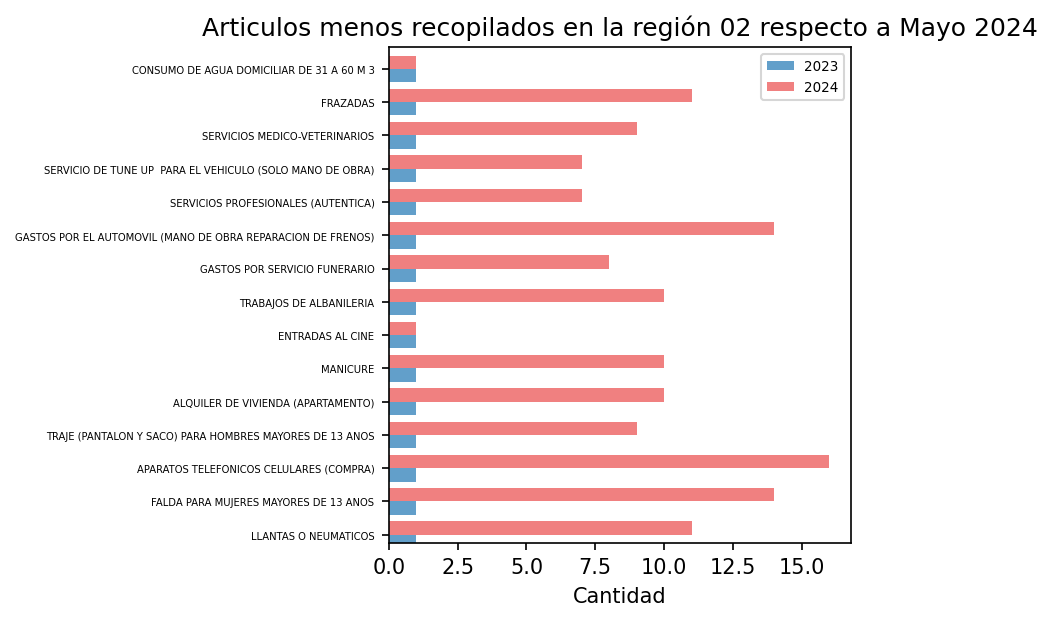 Articulos menos recopilados en la región 02 respecto a Mayo 2024
2023
2024
CONSUMO DE AGUA DOMICILIAR DE 31 A 60 M 3
FRAZADAS
SERVICIOS MEDICO-VETERINARIOS
SERVICIO DE TUNE UP  PARA EL VEHICULO (SOLO MANO DE OBRA)
SERVICIOS PROFESIONALES (AUTENTICA)
GASTOS POR EL AUTOMOVIL (MANO DE OBRA REPARACION DE FRENOS)
GASTOS POR SERVICIO FUNERARIO
TRABAJOS DE ALBANILERIA
ENTRADAS AL CINE
MANICURE
ALQUILER DE VIVIENDA (APARTAMENTO)
TRAJE (PANTALON Y SACO) PARA HOMBRES MAYORES DE 13 ANOS
APARATOS TELEFONICOS CELULARES (COMPRA)
FALDA PARA MUJERES MAYORES DE 13 ANOS
LLANTAS O NEUMATICOS
0.0 2.5 5.0 7.5 10.0 12.5 15.0
Cantidad